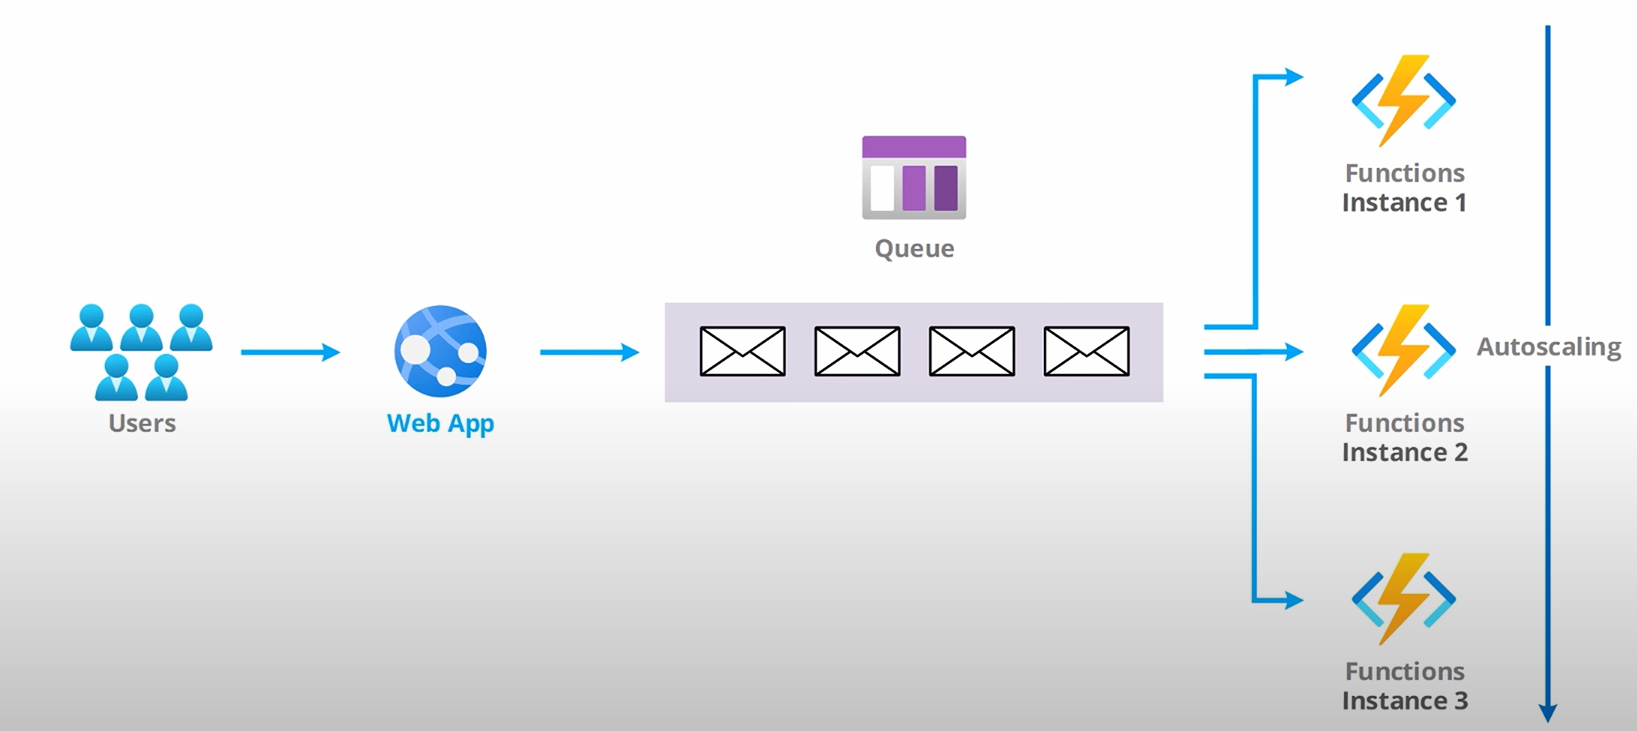 Users
Web App
Queue
Functions
Instance 1
Functions
Instance 2
Functions
Instance 3
Autoscaling